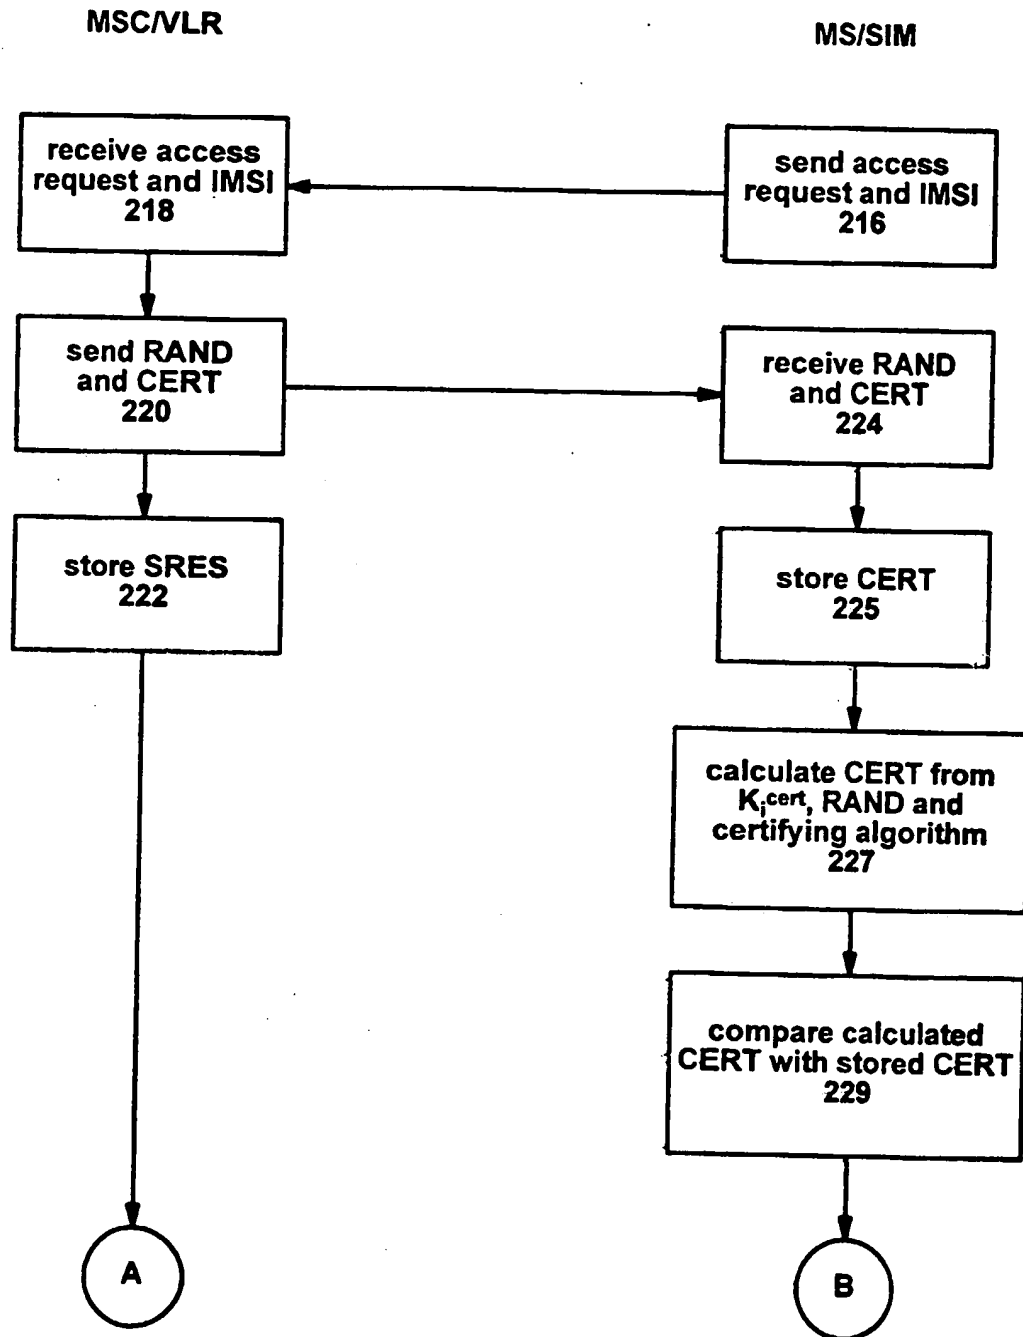 MSC/VLR
MS/SIM
receive access
request and IMSI
218
send access
request and IMSI
216
send RAND
and CERT
220
receive RAND
and CERT
224
store SRES
222
store CERT
225
calculate CERT from
Kᵢᶜᵉʳᵗ, RAND and
certifying algorithm
227
compare calculated
CERT with stored CERT
229
A
B